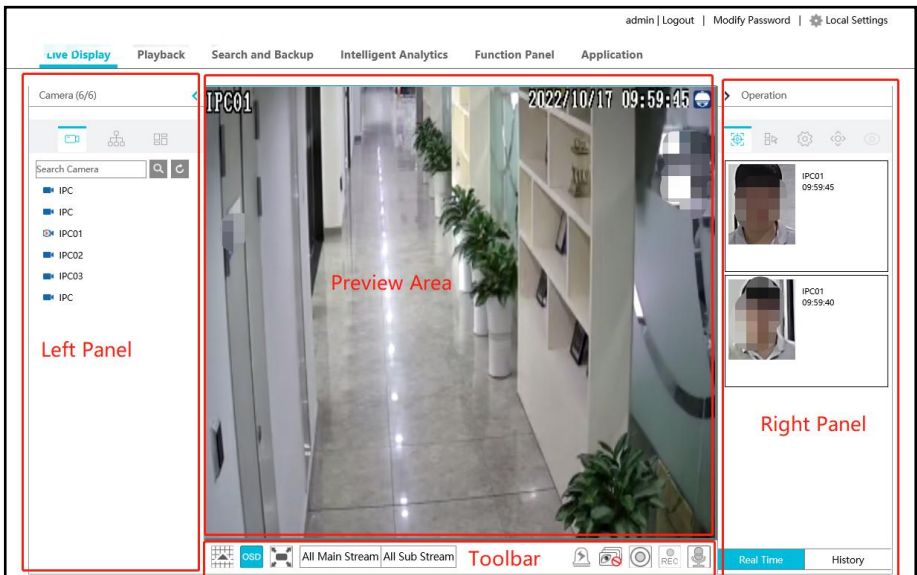 admin | Logout | Modify Password | Local Settings
Live Display Playback Search and Backup Intelligent Analytics Function Panel Application
Camera (6/6)
Search Camera
IPC
IPC
IPC01
IPC02
IPC03
IPC
Left Panel
IPC01 2022/10/17 09:59:45
Preview Area
OSD All Main Stream All Sub Stream Toolbar REC
Operation
IPC01
09:59:45
IPC01
09:59:40
Right Panel
Real Time History